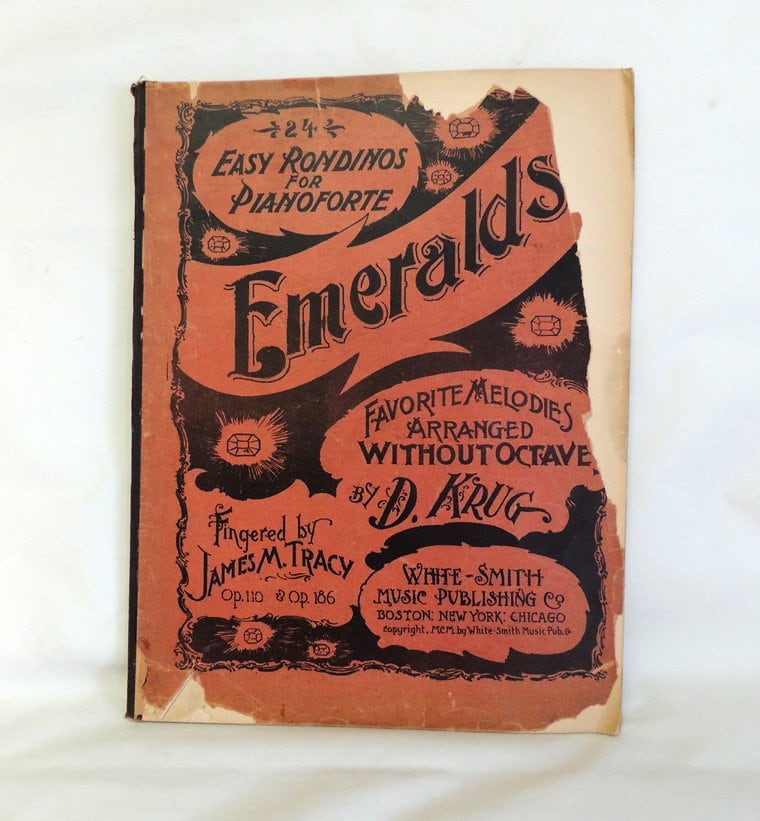 24
EASY RONDINOS
FOR
PIANOFORTE
Emeralds
FAVORITE MELODIES
ARRANGED
WITHOUT OCTAVE
BY D. KRUG
Fingered by
JAMES M. TRACY
Op. 110 & Op. 186
WHITE-SMITH
MUSIC PUBLISHING Co
BOSTON: NEW YORK: CHICAGO
Copyright, MCM. by White-Smith Music Pub. Co